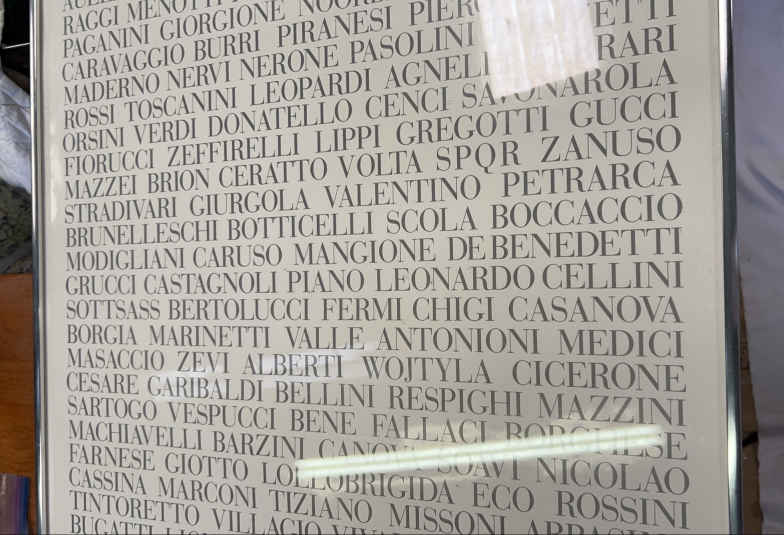 RAGGI MENOTTI
PAGANINI GIORGIONE
CARAVAGGIO BURRI PIRANESI
MADERNO NERVI NERONE PASOLINI
ROSSI TOSCANINI LEOPARDI AGNELLI
ORSINI VERDI DONATELLO CENCI SAVONAROLA
FIORUCCI ZEFFIRELLI LIPPI GREGOTTI GUCCI
MAZZEI BRION CERATTO VOLTA SPQR ZANUSO
STRADIVARI GIURGOLA VALENTINO PETRARCA
BRUNELLESCHI BOTTICELLI SCOLA BOCCACCIO
MODIGLIANI CARUSO MANGIONE DE BENEDETTI
GRUCCI CASTAGNOLI PIANO LEONARDO CELLINI
SOTTSASS BERTOLUCCI FERMI CHIGI CASANOVA
BORGIA MARINETTI VALLE ANTONIONI MEDICI
MASACCIO ZEVI ALBERTI WOJTYLA CICERONE
CESARE GARIBALDI BELLINI RESPIGHI MAZZINI
SARTOGO VESPUCCI BENE FALLACI BORGHESE
MACHIAVELLI BARZINI CANOVA SOAVI NICOLAO
FARNESE GIOTTO LOLLOBRIGIDA ECO ROSSINI
CASSINA MARCONI TIZIANO MISSONI
TINTORETTO VILLAGIO
BUGATTI